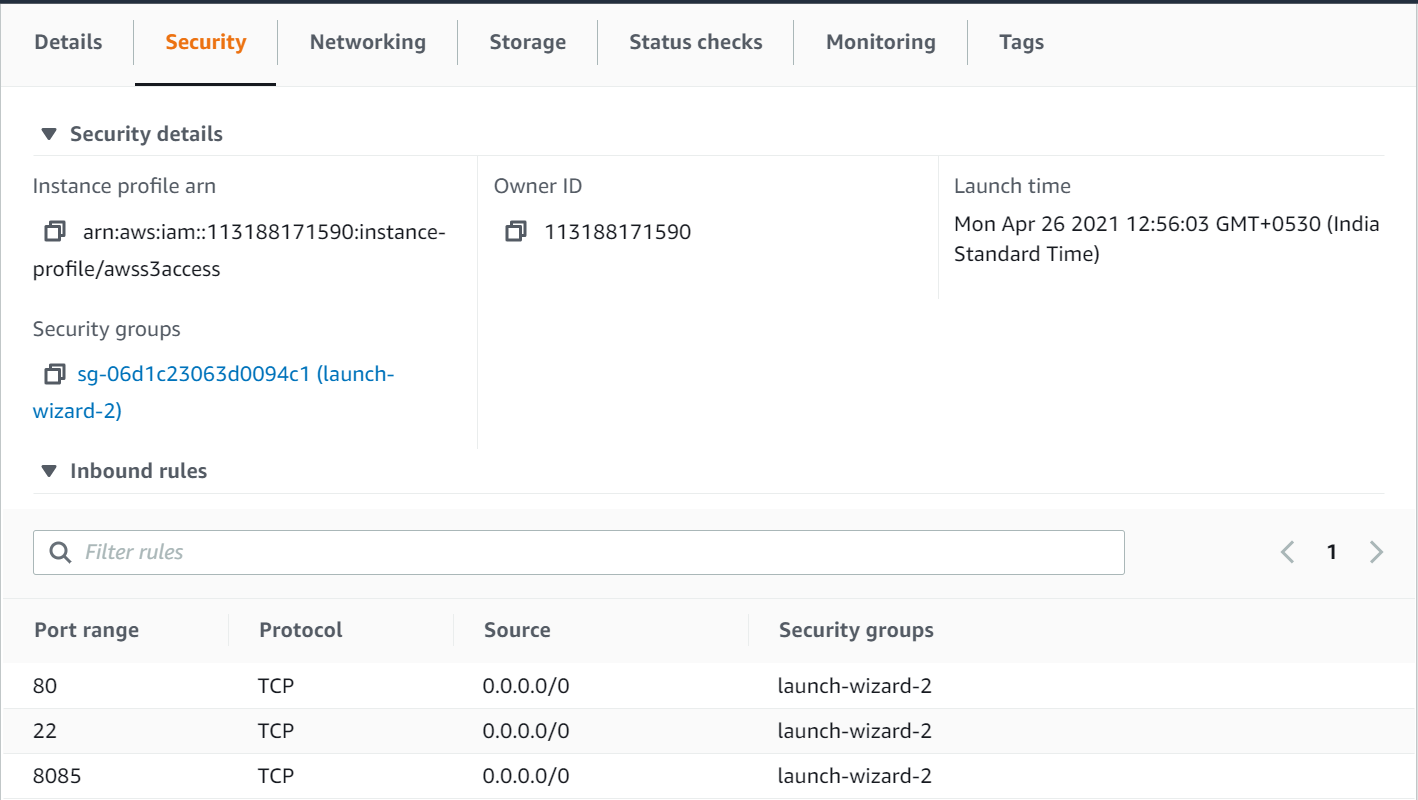 Details Security Networking Storage Status checks Monitoring Tags
Security details
Instance profile arn
arn:aws:iam::113188171590:instance-
profile/awss3access
Security groups
sg-06d1c23063d0094c1 (launch-
wizard-2)
Owner ID
113188171590
Launch time
Mon Apr 26 2021 12:56:03 GMT+0530 (India
Standard Time)
Inbound rules
Filter rules
1
Port range Protocol Source Security groups
80 TCP 0.0.0.0/0 launch-wizard-2
22 TCP 0.0.0.0/0 launch-wizard-2
8085 TCP 0.0.0.0/0 launch-wizard-2